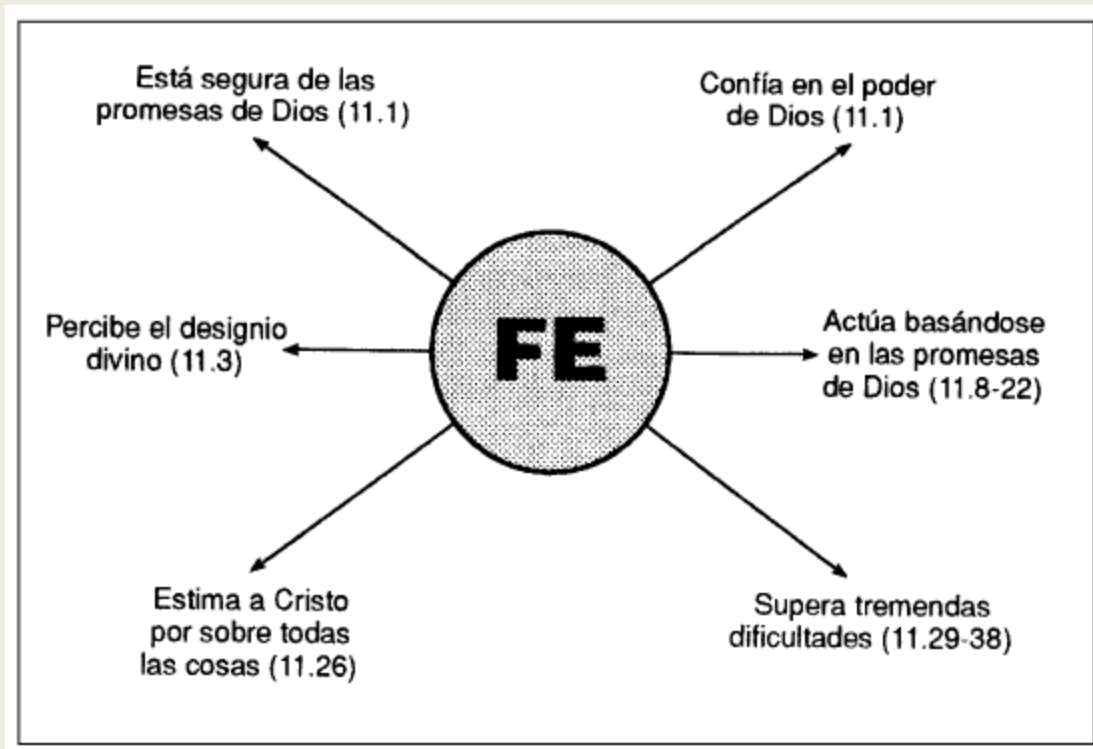 Está segura de las
promesas de Dios (11.1)
Confía en el poder
de Dios (11.1)
Percibe el designio
divino (11.3)
FE
Actúa basándose
en las promesas
de Dios (11.8-22)
Estima a Cristo
por sobre todas
las cosas (11.26)
Supera tremendas
dificultades (11.29-38)